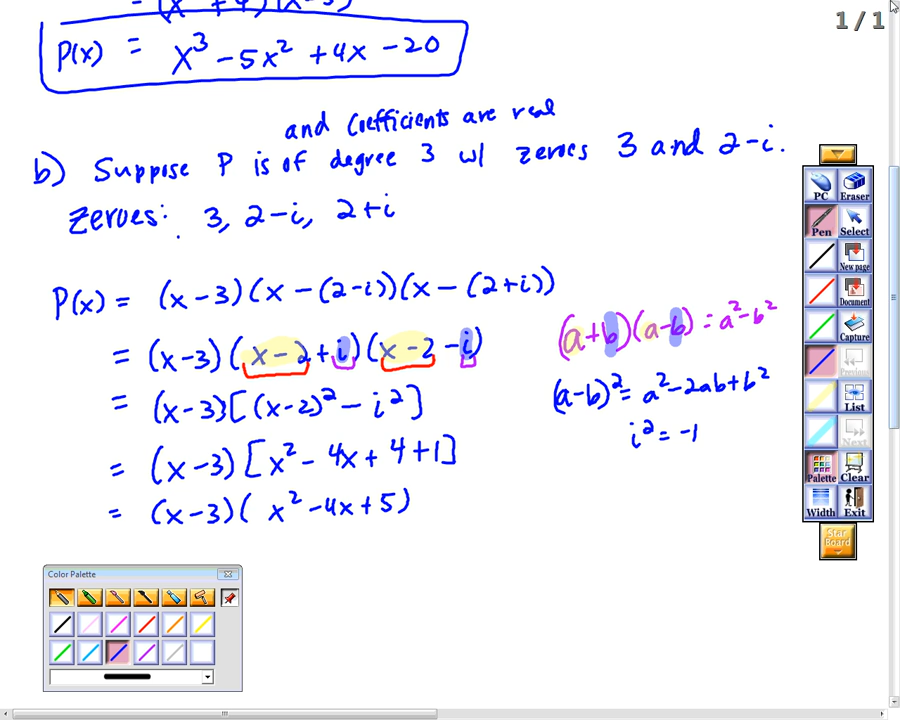 = (x²+4)(x-5)
1 / 1
P(x) = x³ - 5x² + 4x - 20
and coefficients are real
b) Suppose P is of degree 3 w/ zeroes 3 and 2-i.
zeroes: 3, 2-i, 2+i
P(x) = (x-3)(x-(2-i))(x-(2+i))
= (x-3)(x-2+i)(x-2-i)
(a+b)(a-b) = a²-b²
= (x-3)[(x-2)² - i²]
(a-b)² = a²-2ab+b²
= (x-3)[x² - 4x + 4 + 1]
i² = -1
= (x-3)(x² - 4x + 5)
PC Eraser
Pen Select
New page
Document
Capture
Previous
List
Next
Palette Clear
Width Exit
Star Board
Color Palette